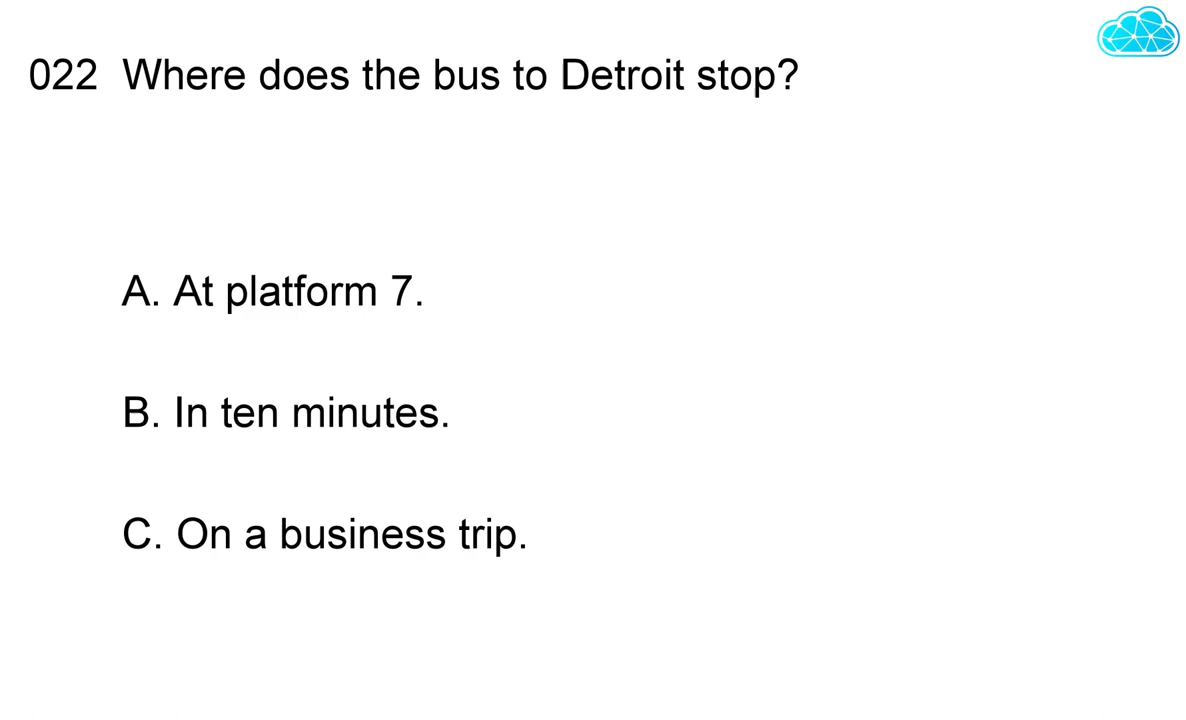 022 Where does the bus to Detroit stop?
A. At platform 7.
B. In ten minutes.
C. On a business trip.